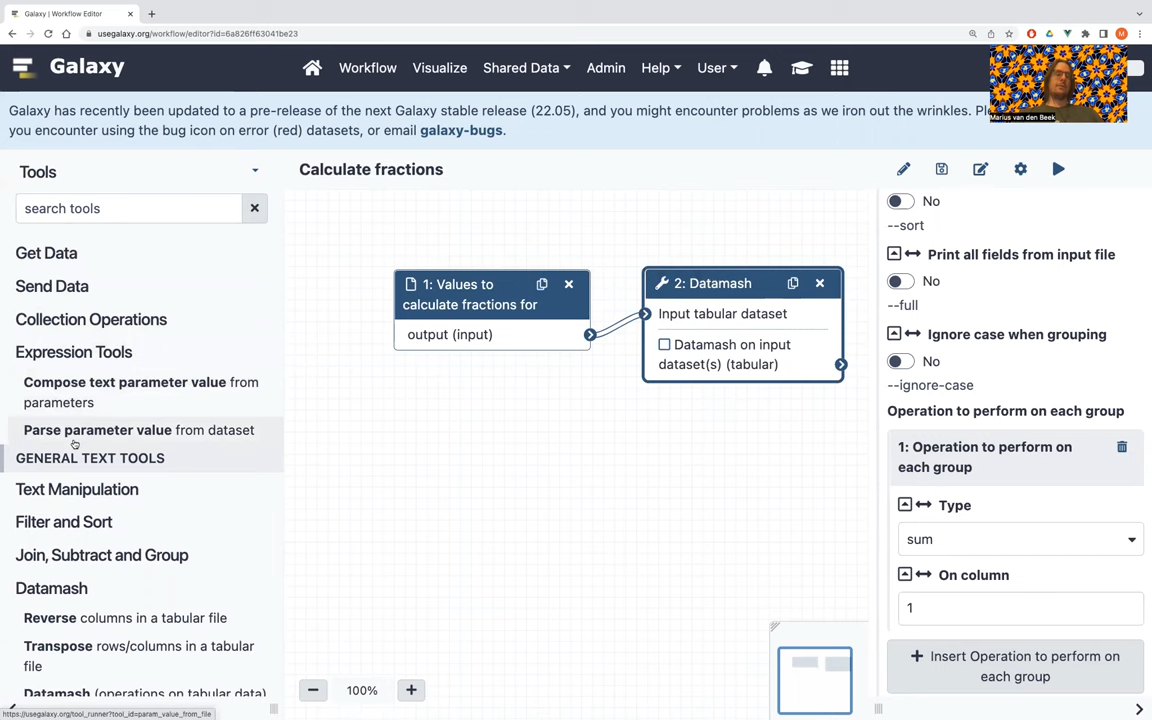 Galaxy | Workflow Editor
usegalaxy.org/workflow/editor?id=6a826ff63041be23
Galaxy
Workflow
Visualize
Shared Data
Admin
Help
User
Marius van den Beek
Galaxy has recently been updated to a pre-release of the next Galaxy stable release (22.05), and you might encounter problems as we iron out the wrinkles. Pl
you encounter using the bug icon on error (red) datasets, or email galaxy-bugs.
Tools
search tools
Get Data
Send Data
Collection Operations
Expression Tools
Compose text parameter value from
parameters
Parse parameter value from dataset
GENERAL TEXT TOOLS
Text Manipulation
Filter and Sort
Join, Subtract and Group
Datamash
Reverse columns in a tabular file
Transpose rows/columns in a tabular
file
Datamash (operations on tabular data)
https://usegalaxy.org/tool_runner?tool_id=param_value_from_file
Calculate fractions
1: Values to
calculate fractions for
output (input)
2: Datamash
Input tabular dataset
Datamash on input
dataset(s) (tabular)
100%
No
--sort
Print all fields from input file
No
--full
Ignore case when grouping
No
--ignore-case
Operation to perform on each group
1: Operation to perform on
each group
Type
sum
On column
1
Insert Operation to perform on
each group